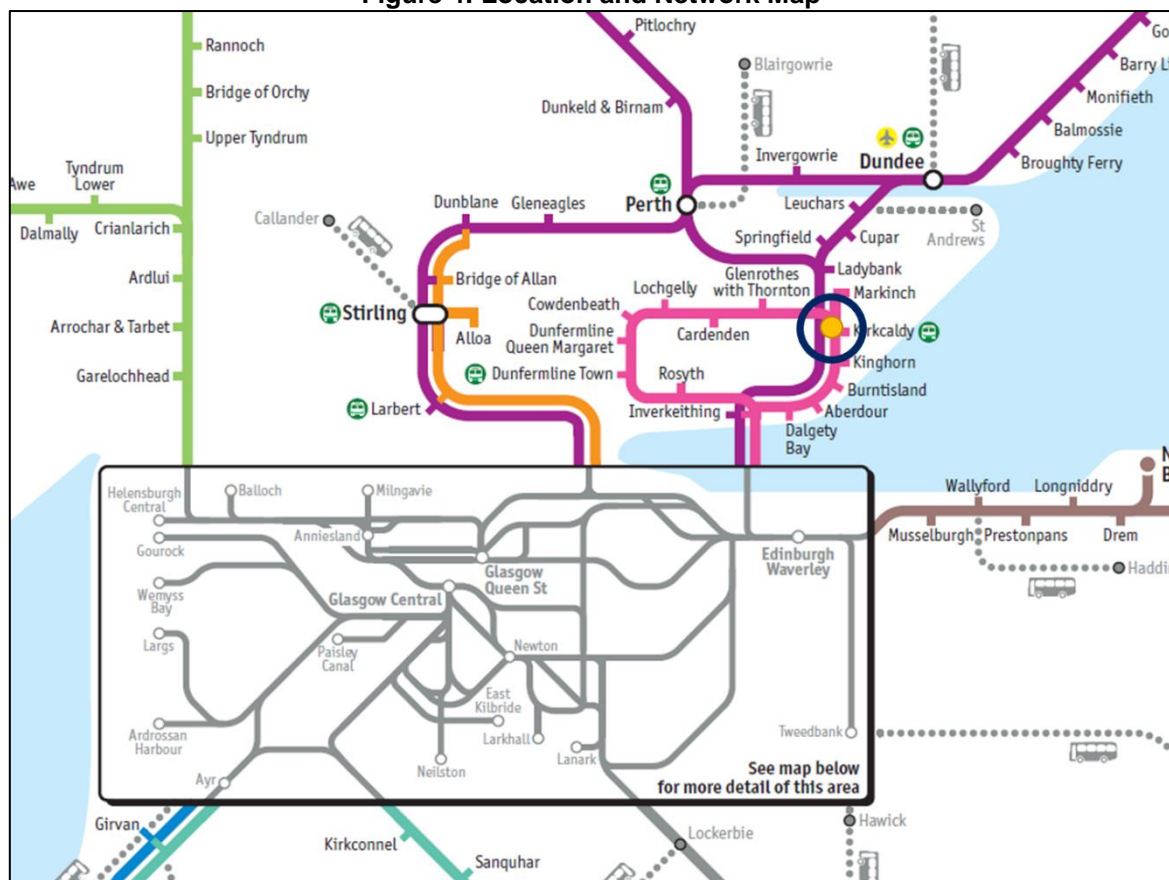 Figure 4: Location and Network Map
Pitlochry
Rannoch
Blairgowrie
Barry
Bridge of Orchy
Monifieth
Dunkeld & Birnam
Upper Tyndrum
Balmossie
Invergowrie
Dundee
Broughty Ferry
Tyndrum
Lower
Awe
Dunblane
Gleneagles
Perth
Leuchars
Callander
Dalmally
Crianlarich
St
Andrews
Springfield
Cupar
Ardlui
Bridge of Allan
Glenrothes
with Thornton
Ladybank
Lochgelly
Markinch
Cowdenbeath
Stirling
Arrochar & Tarbet
Alloa
Dunfermline
Queen Margaret
Cardenden
Kirkcaldy
Kinghorn
Garelochhead
Dunfermline Town
Rosyth
Burntisland
Larbert
Inverkeithing
Aberdour
Dalgety
Bay
Wallyford
Longniddry
Helensburgh
Central
Balloch
Milngavie
Anniesland
Musselburgh
Prestonpans
Drem
Gourock
Edinburgh
Waverley
Glasgow
Queen St
Wemyss
Bay
Glasgow Central
Largs
Paisley
Canal
Newton
East
Kilbride
Ardrossan
Harbour
Larkhall
Lanark
Tweedbank
Neilston
Ayr
See map below
for more detail of this area
Girvan
Kirkconnel
Sanquhar
Lockerbie
Hawick